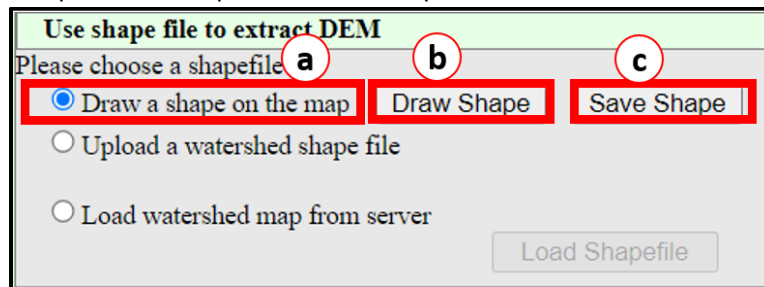 Use shape file to extract DEM
Please choose a shapefile
a
b
c
Draw a shape on the map Draw Shape Save Shape
Upload a watershed shape file
Load watershed map from server
Load Shapefile